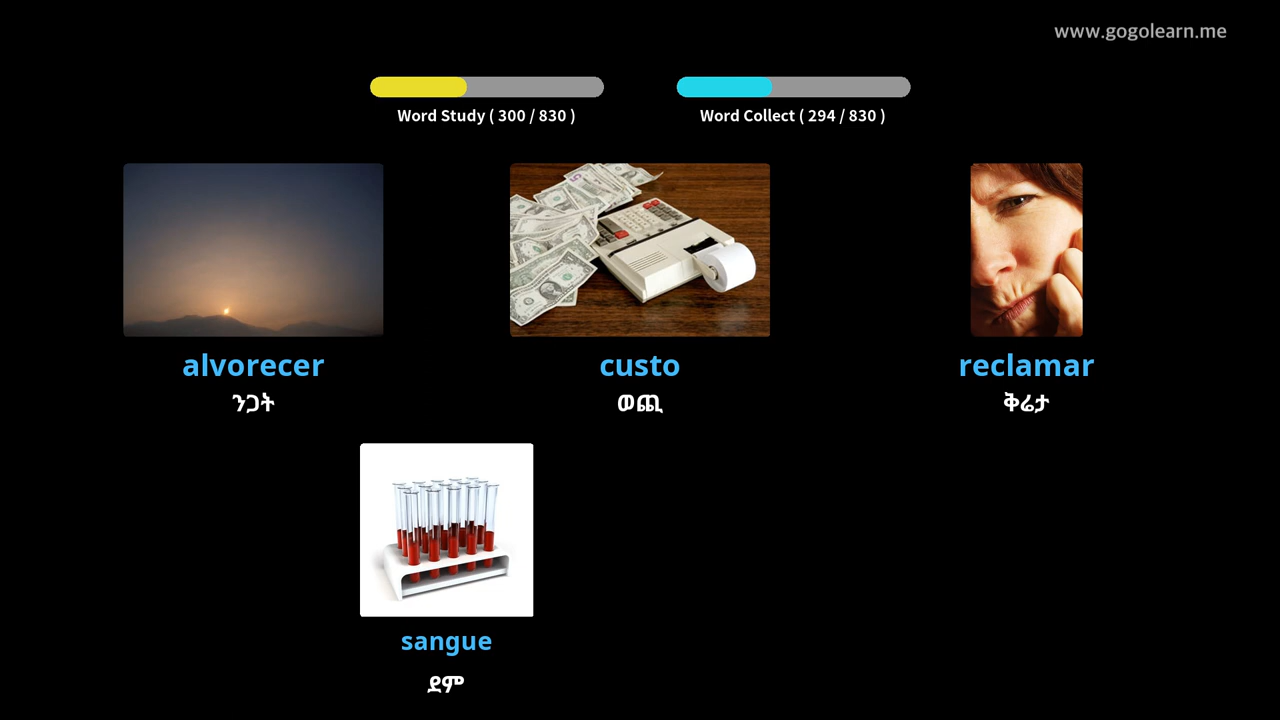 www.gogolearn.me
Word Study ( 300 / 830 )
Word Collect ( 294 / 830 )
alvorecer
ንጋት
custo
ወጪ
reclamar
ቅሬታ
sangue
ደም